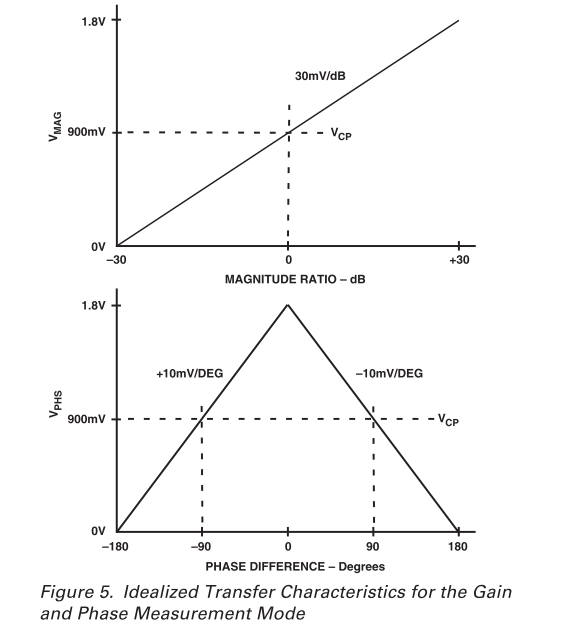 1.8V
30mV/dB
VMAG
900mV
VCP
0V
–30
0
+30
MAGNITUDE RATIO – dB
1.8V
+10mV/DEG
–10mV/DEG
VPHS
900mV
VCP
0V
–180
–90
0
90
180
PHASE DIFFERENCE – Degrees
Figure 5. Idealized Transfer Characteristics for the Gain
and Phase Measurement Mode